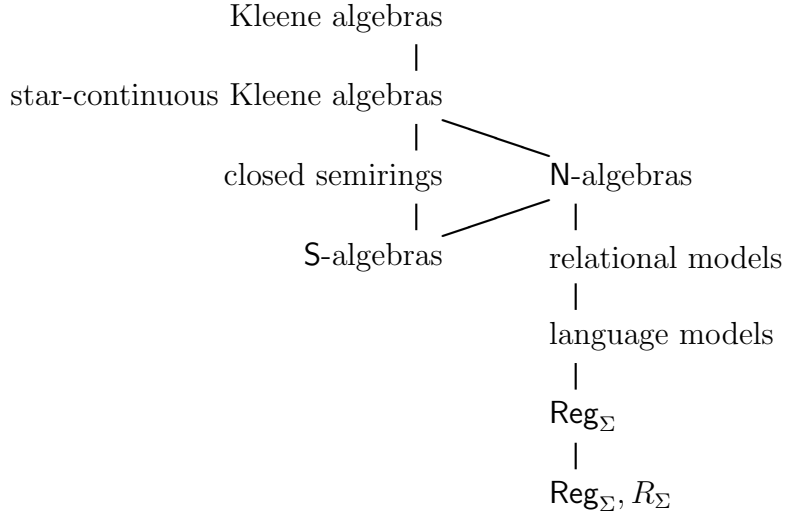 Kleene algebras
star-continuous Kleene algebras
closed semirings N-algebras
S-algebras relational models
language models
Reg_Σ
Reg_Σ, R_Σ